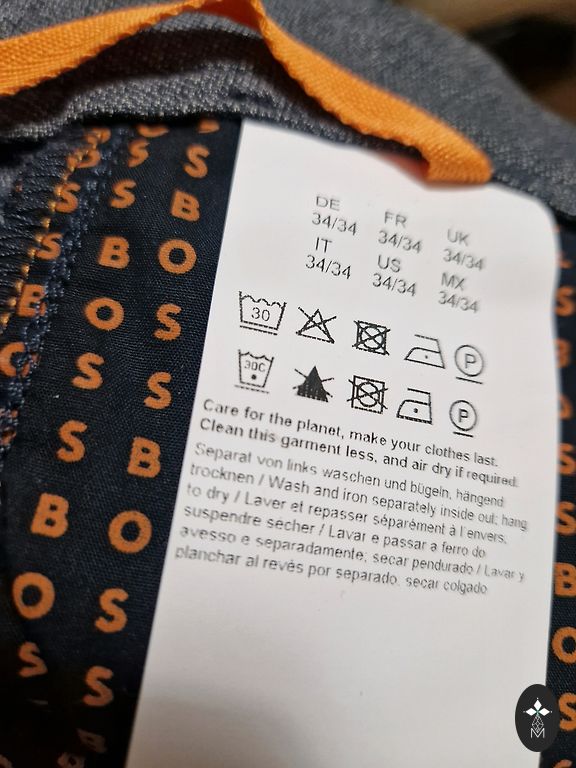 DE FR UK
34/34 34/34 34/34
IT US MX
34/34 34/34 34/34
30 P
30C P
Care for the planet, make your clothes last.
Clean this garment less, and air dry if required.
Separat von links waschen und bügeln, hängend
trocknen / Wash and iron separately inside out; hang
to dry / Laver et repasser séparément à l'envers,
suspendre sécher / Lavar e passar a ferro do
avesso e separadamente; secar pendurado / Lavar y
planchar al revés por separado, secar colgado
S S
S B
B O
O S
S S
S B
B O
O S
S S
B
M